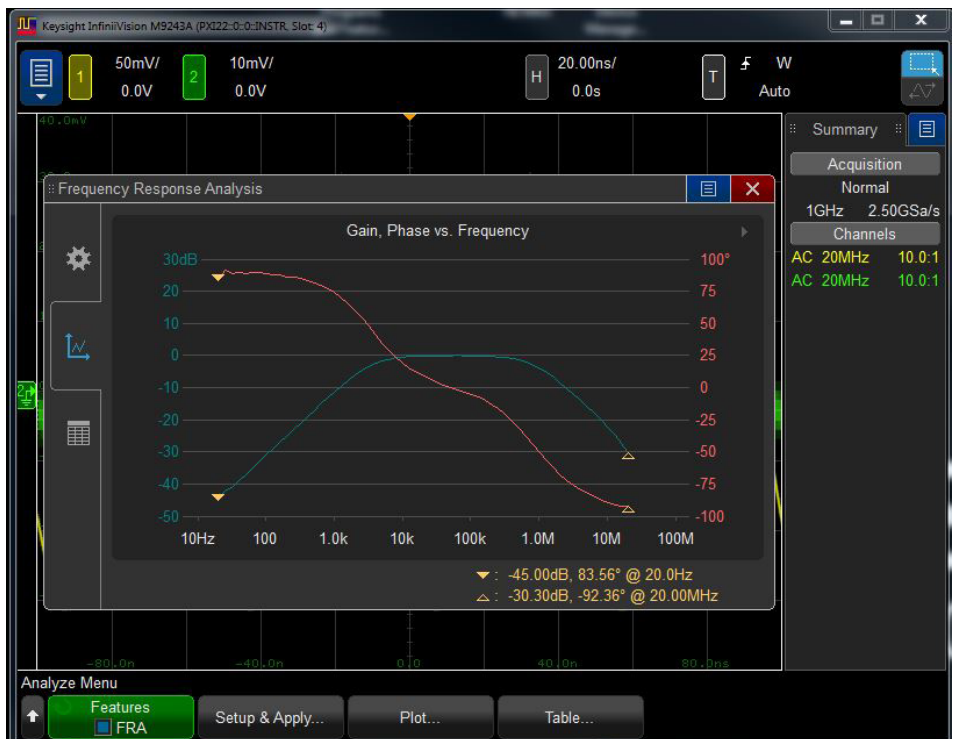 Keysight InfiniiVision M9243A (PXI22::0::0::INSTR, Slot: 4)
1 50mV/ 0.0V
2 10mV/ 0.0V
H 20.00ns/ 0.0s
T W Auto
40.0mV
Summary
Acquisition
Normal
1GHz 2.50GSa/s
Channels
AC 20MHz 10.0:1
AC 20MHz 10.0:1
Frequency Response Analysis
Gain, Phase vs. Frequency
30dB 100°
20 75
10 50
0 25
-10 0
-20 -25
-30 -50
-40 -75
-50 -100
10Hz 100 1.0k 10k 100k 1.0M 10M 100M
: -45.00dB, 83.56° @ 20.0Hz
: -30.30dB, -92.36° @ 20.00MHz
2
-80.0n -40.0n 0.0 40.0n 80.0ns
Analyze Menu
Features
FRA
Setup & Apply...
Plot...
Table...